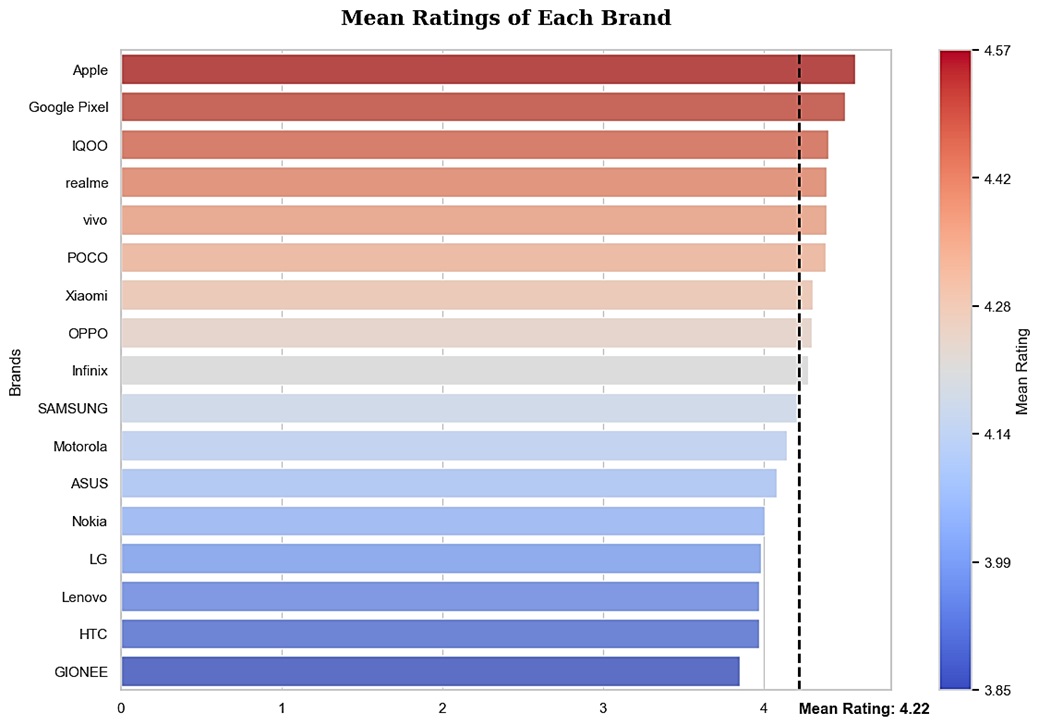 Mean Ratings of Each Brand
Brands
Apple
Google Pixel
IQOO
realme
vivo
POCO
Xiaomi
OPPO
Infinix
SAMSUNG
Motorola
ASUS
Nokia
LG
Lenovo
HTC
GIONEE
0 1 2 3 4
Mean Rating: 4.22
4.57
4.42
4.28
4.14
3.99
3.85
Mean Rating